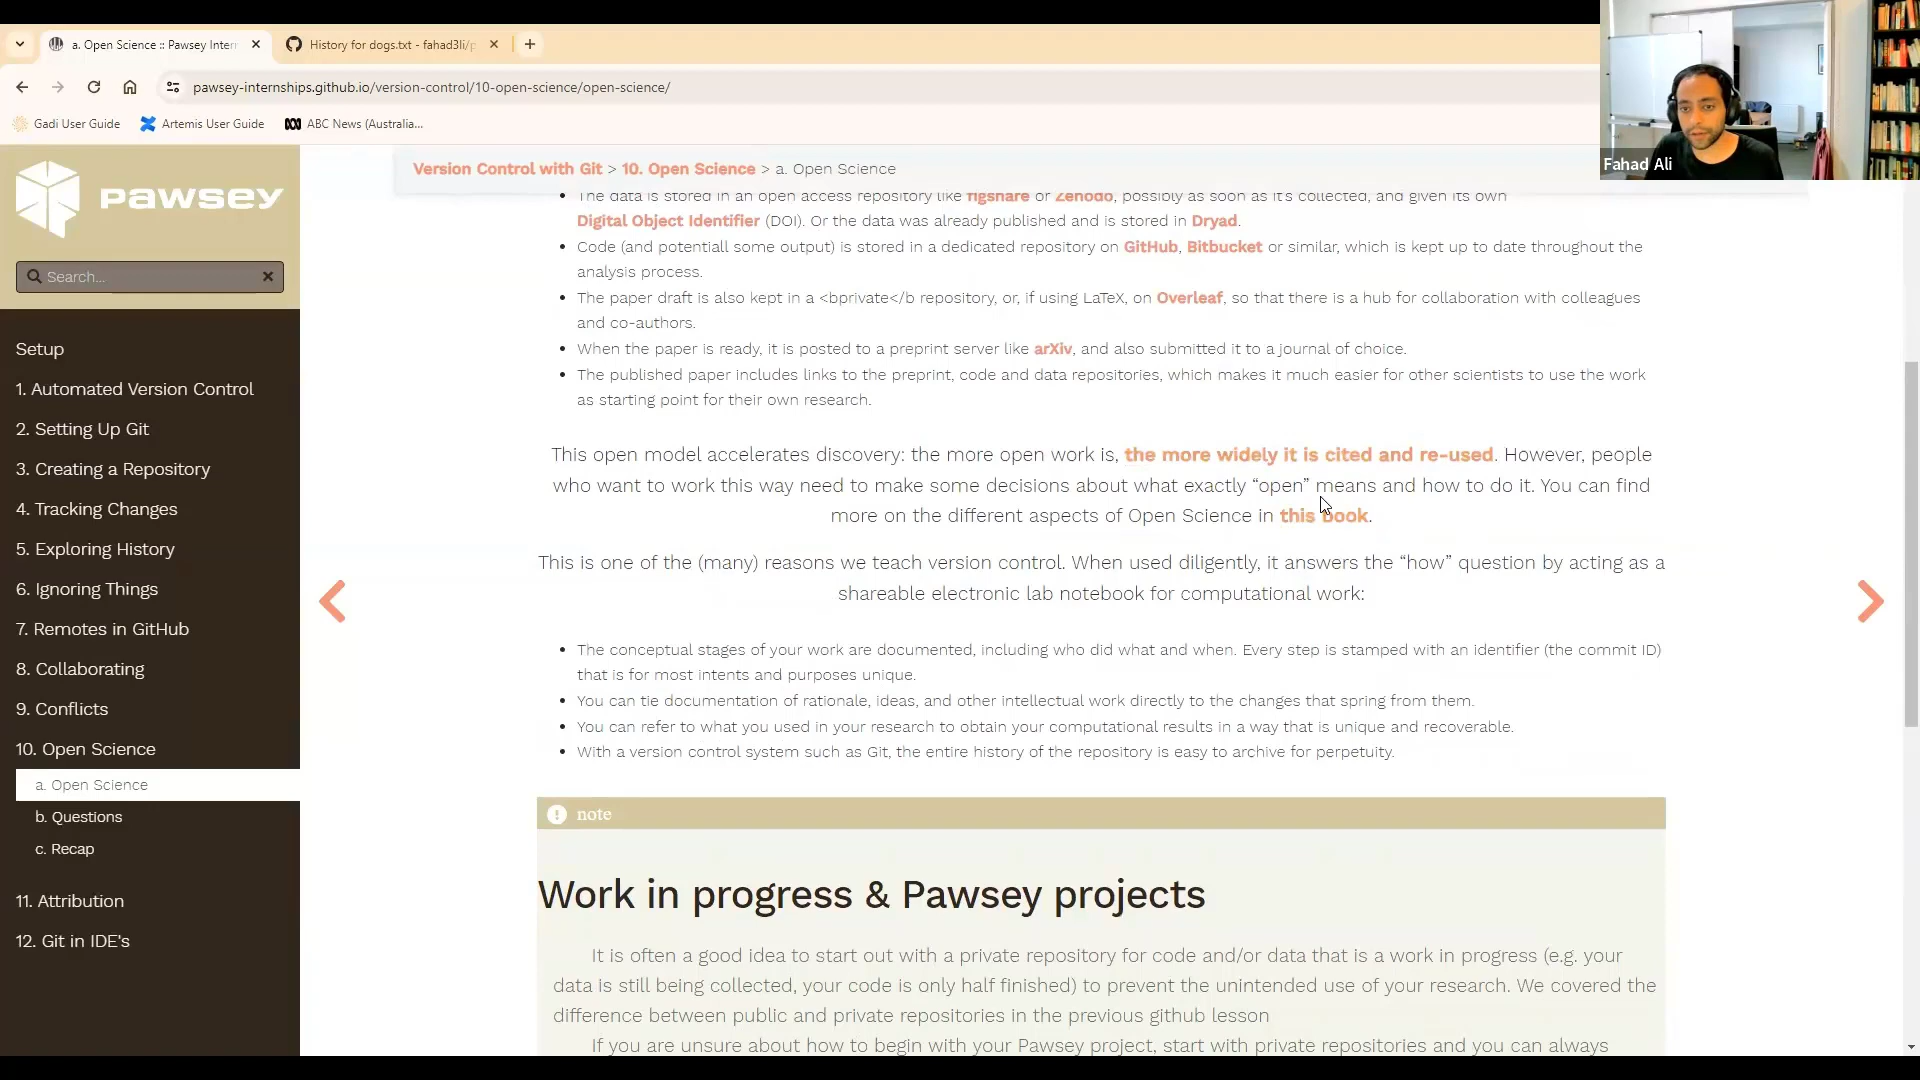 a. Open Science :: Pawsey Inter
History for dogs.txt - fahad3li/p
pawsey-internships.github.io/version-control/10-open-science/open-science/
Gadi User Guide
Artemis User Guide
ABC News (Australia...
Fahad Ali
pawsey
Search...
Setup
1. Automated Version Control
2. Setting Up Git
3. Creating a Repository
4. Tracking Changes
5. Exploring History
6. Ignoring Things
7. Remotes in GitHub
8. Collaborating
9. Conflicts
10. Open Science
a. Open Science
b. Questions
c. Recap
11. Attribution
12. Git in IDE's
Version Control with Git > 10. Open Science > a. Open Science
The data is stored in an open access repository like figshare or Zenodo, possibly as soon as it's collected, and given its own
Digital Object Identifier (DOI). Or the data was already published and is stored in Dryad.
Code (and potentiall some output) is stored in a dedicated repository on GitHub, Bitbucket or similar, which is kept up to date throughout the
analysis process.
The paper draft is also kept in a <bprivate</b repository, or, if using LaTeX, on Overleaf, so that there is a hub for collaboration with colleagues
and co-authors.
When the paper is ready, it is posted to a preprint server like arXiv, and also submitted it to a journal of choice.
The published paper includes links to the preprint, code and data repositories, which makes it much easier for other scientists to use the work
as starting point for their own research.
This open model accelerates discovery: the more open work is, the more widely it is cited and re-used. However, people
who want to work this way need to make some decisions about what exactly “open” means and how to do it. You can find
more on the different aspects of Open Science in this book.
This is one of the (many) reasons we teach version control. When used diligently, it answers the “how” question by acting as a
shareable electronic lab notebook for computational work:
The conceptual stages of your work are documented, including who did what and when. Every step is stamped with an identifier (the commit ID)
that is for most intents and purposes unique.
You can tie documentation of rationale, ideas, and other intellectual work directly to the changes that spring from them.
You can refer to what you used in your research to obtain your computational results in a way that is unique and recoverable.
With a version control system such as Git, the entire history of the repository is easy to archive for perpetuity.
note
Work in progress & Pawsey projects
It is often a good idea to start out with a private repository for code and/or data that is a work in progress (e.g. your
data is still being collected, your code is only half finished) to prevent the unintended use of your research. We covered the
difference between public and private repositories in the previous github lesson
If you are unsure about how to begin with your Pawsey project, start with private repositories and you can always